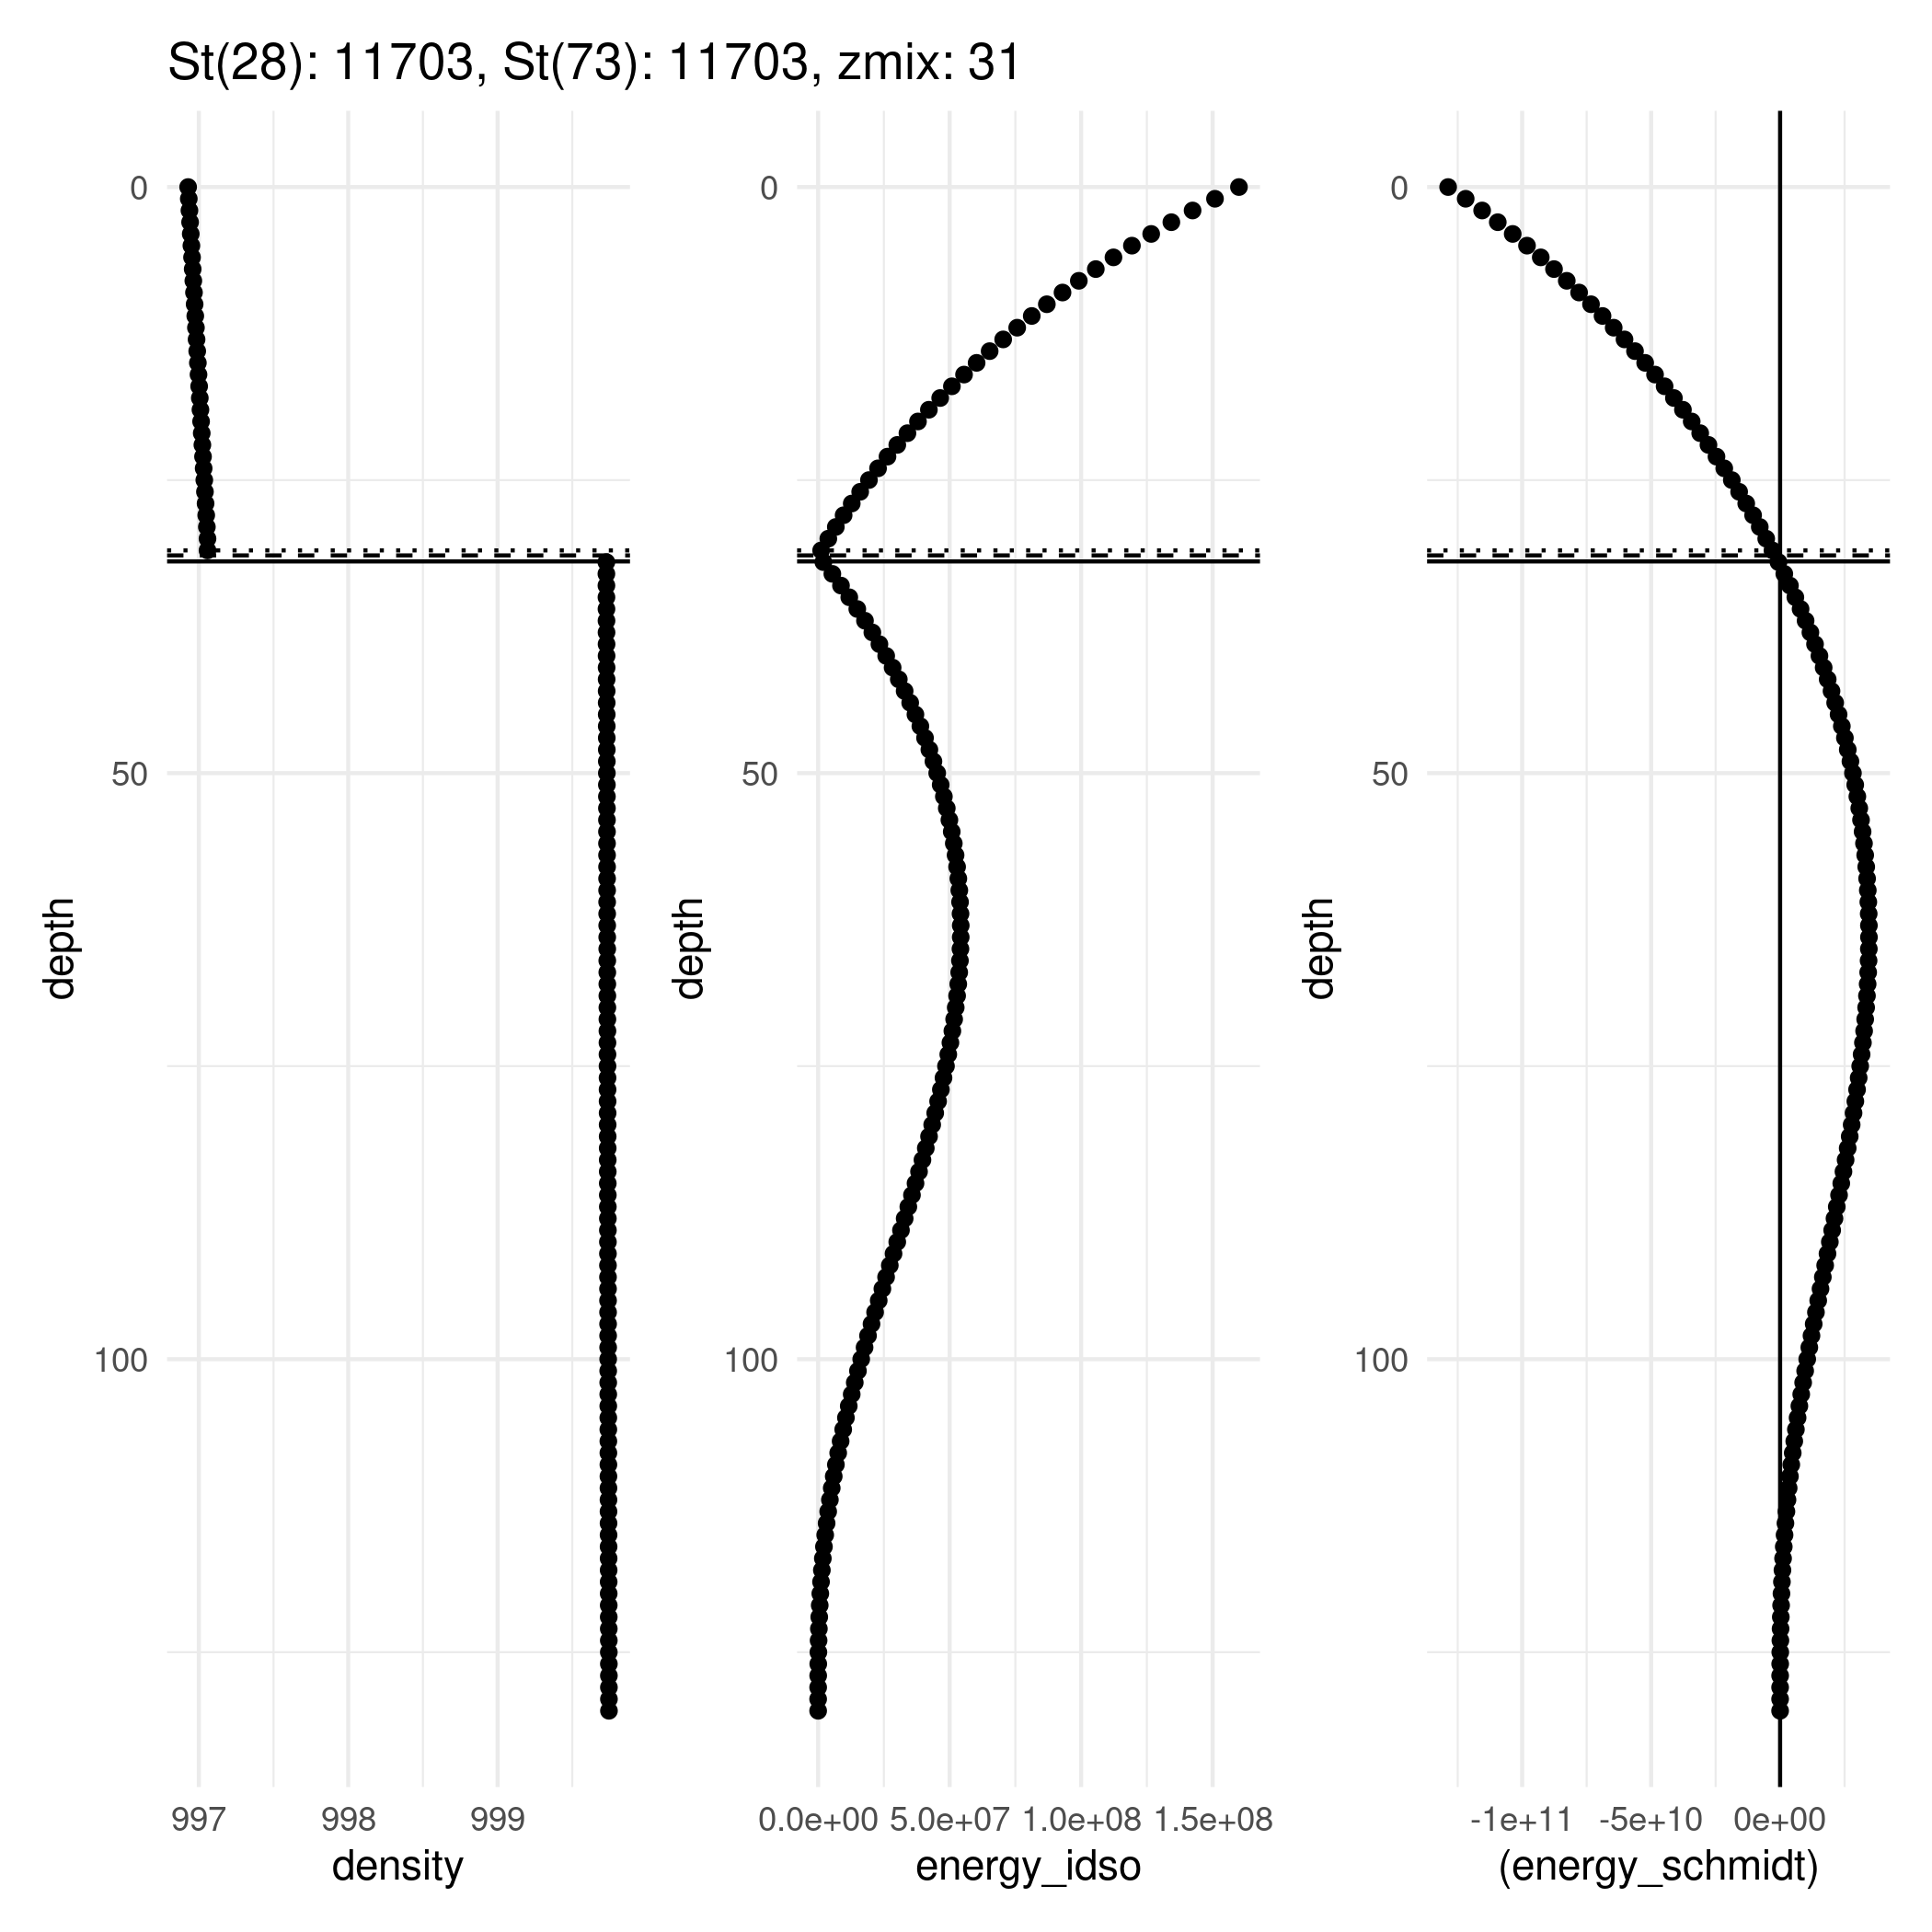 St(28): 11703, St(73): 11703, zmix: 31
0
50
100
depth
997 998 999
density
0
50
100
depth
0.0e+00 5.0e+07 1.0e+08 1.5e+08
energy_idso
0
50
100
depth
-1e+11 -5e+10 0e+00
(energy_schmidt)